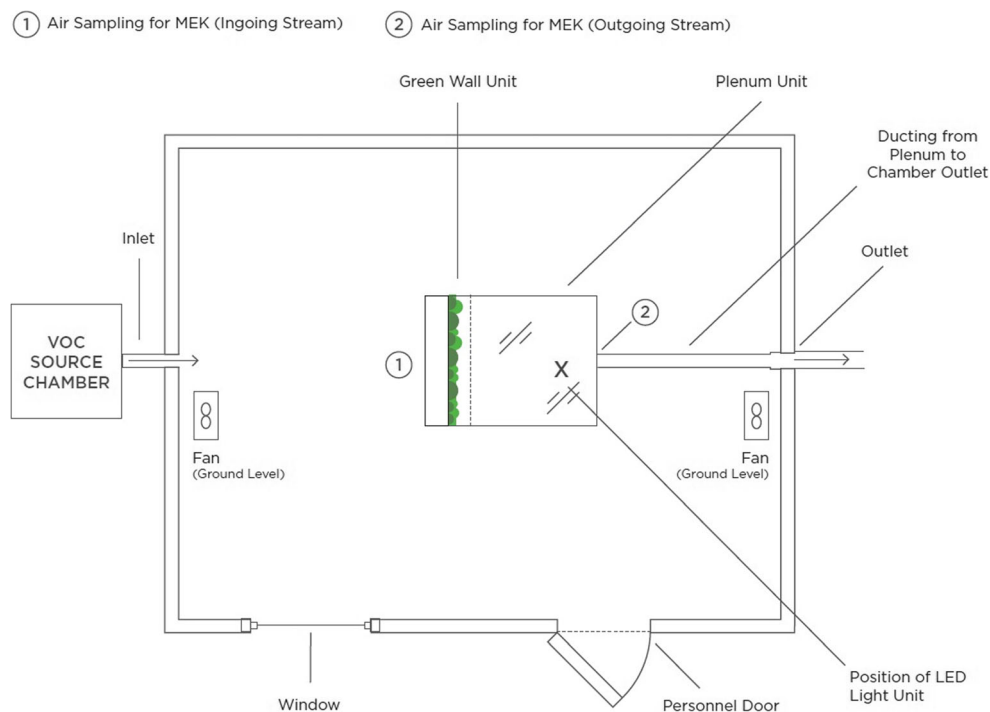 1 Air Sampling for MEK (Ingoing Stream)
2 Air Sampling for MEK (Outgoing Stream)
Green Wall Unit
Plenum Unit
Ducting from
Plenum to
Chamber Outlet
Inlet
Outlet
VOC
SOURCE
CHAMBER
1
2
X
Fan
(Ground Level)
Fan
(Ground Level)
Window
Personnel Door
Position of LED
Light Unit